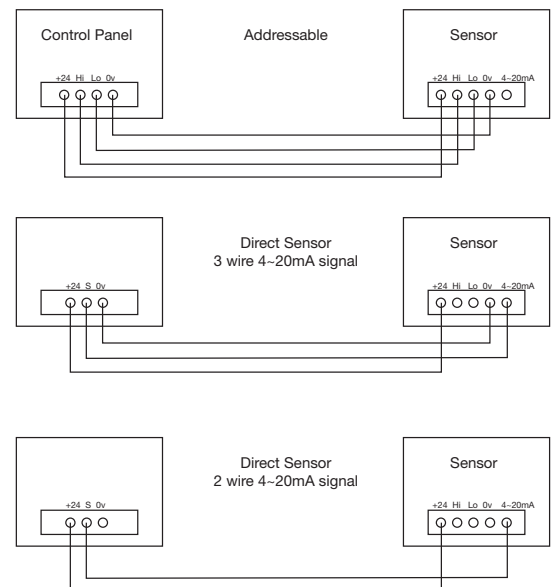 Control Panel
Addressable
Sensor
+24 Hi Lo 0v
+24 Hi Lo 0v 4~20mA
Direct Sensor
3 wire 4~20mA signal
Sensor
+24 S 0v
+24 Hi Lo 0v 4~20mA
Direct Sensor
2 wire 4~20mA signal
Sensor
+24 S 0v
+24 Hi Lo 0v 4~20mA